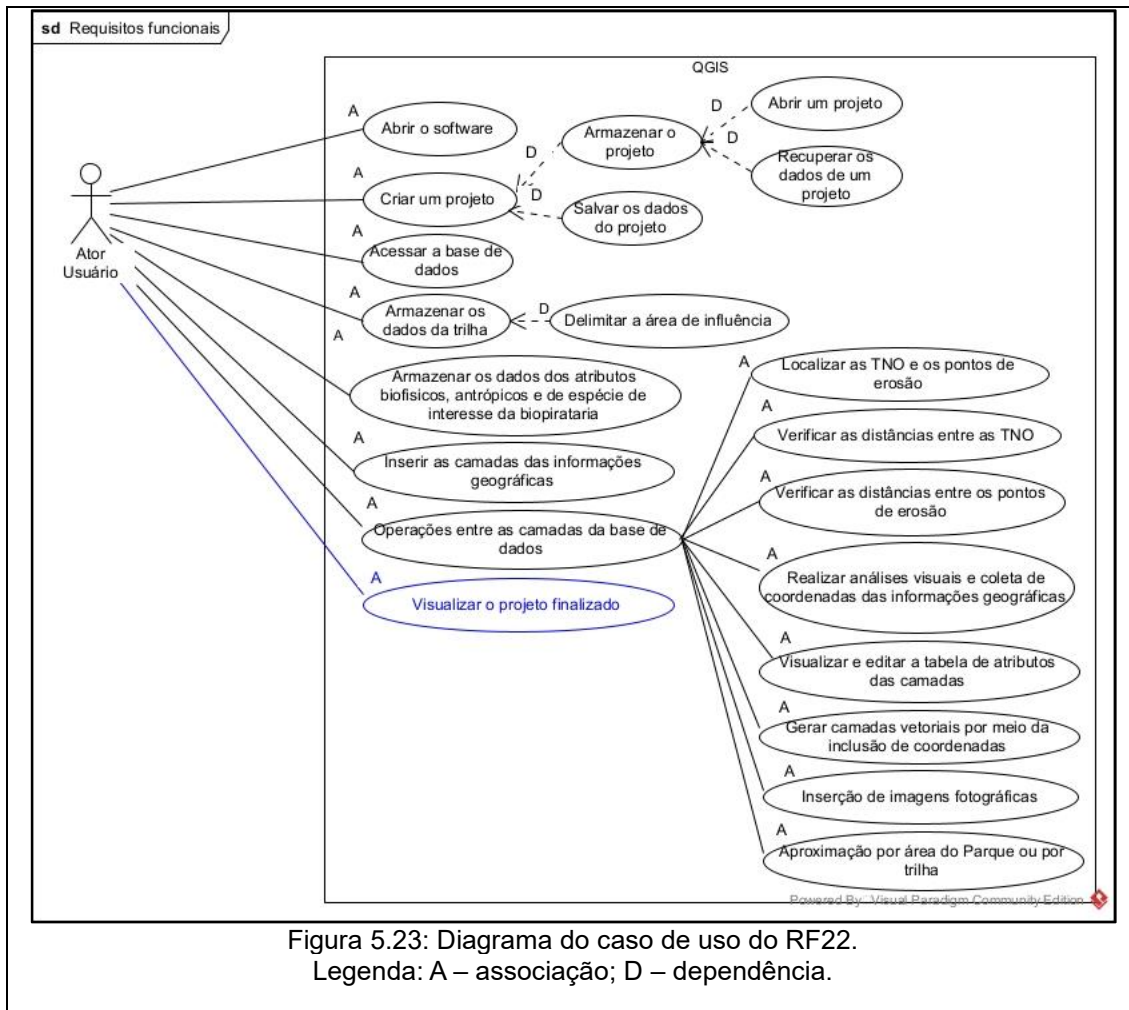 sd Requisitos funcionais
QGIS
A
Abrir o software
D
Abrir um projeto
Armazenar o
projeto
D
D
Recuperar os
dados de um
projeto
A
Criar um projeto
D
Salvar os dados
do projeto
Ator
Usuário
A
Acessar a base de
dados
A
Armazenar os
dados da trilha
D
Delimitar a área de influência
A
Armazenar os dados dos atributos
biofisicos, antrópicos e de espécie de
interesse da biopirataria
A
Inserir as camadas das informações
geográficas
A
Operações entre as camadas da base de
dados
A
Visualizar o projeto finalizado
A
Localizar as TNO e os pontos de
erosão
A
Verificar as distâncias entre as TNO
A
Verificar as distâncias entre os pontos
de erosão
A
Realizar análises visuais e coleta de
coordenadas das informações geográficas
A
Visualizar e editar a tabela de atributos
das camadas
A
Gerar camadas vetoriais por meio da
inclusão de coordenadas
A
Inserção de imagens fotográficas
A
Aproximação por área do Parque ou por
trilha
Powered By Visual Paradigm Community Edition
Figura 5.23: Diagrama do caso de uso do RF22.
Legenda: A – associação; D – dependência.